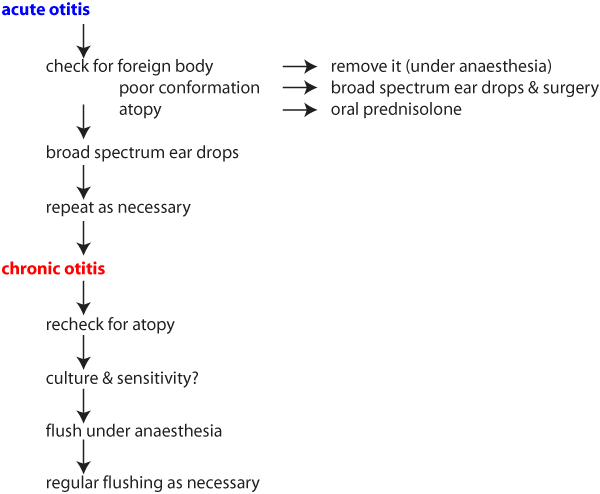 acute otitis
check for foreign body remove it (under anaesthesia)
poor conformation broad spectrum ear drops & surgery
atopy oral prednisolone
broad spectrum ear drops
repeat as necessary
chronic otitis
recheck for atopy
culture & sensitivity?
flush under anaesthesia
regular flushing as necessary